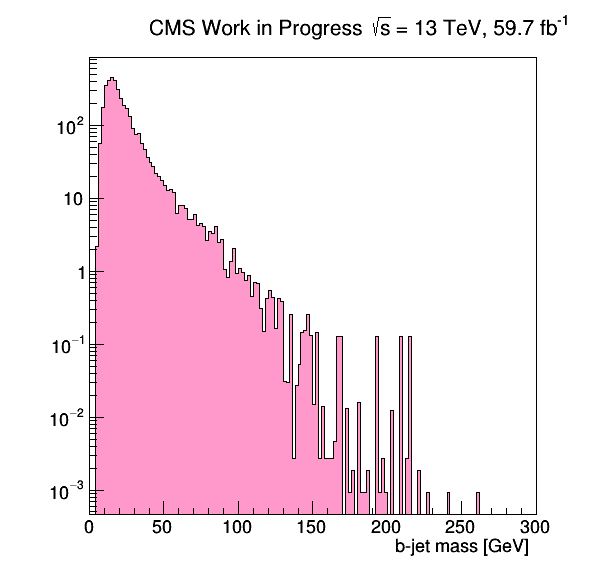 CMS Work in Progress √s = 13 TeV, 59.7 fb⁻¹
10²
10
1
10⁻¹
10⁻²
10⁻³
0 50 100 150 200 250 300
b-jet mass [GeV]